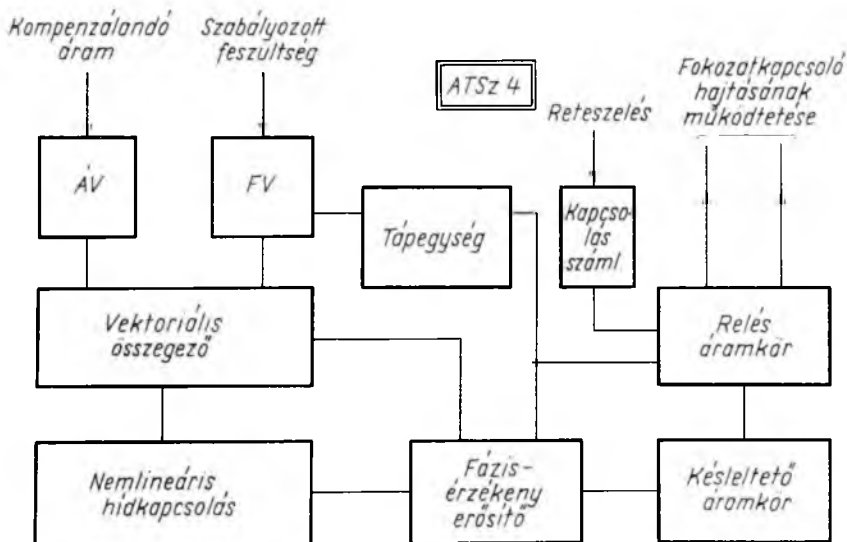 Kompenzálandó
áram
Szabályozott
feszültség
ATSz 4
Reteszelés
Fokozatkapcsoló
hajtásának
működtetése
ÁV
FV
Tápegység
Kapcso-
lás
száml.
Vektoriális
összegező
Relés
áramkör
Nemlineáris
hídkapcsolás
Fázis-
érzékeny
erősítő
Késleltető
áramkör